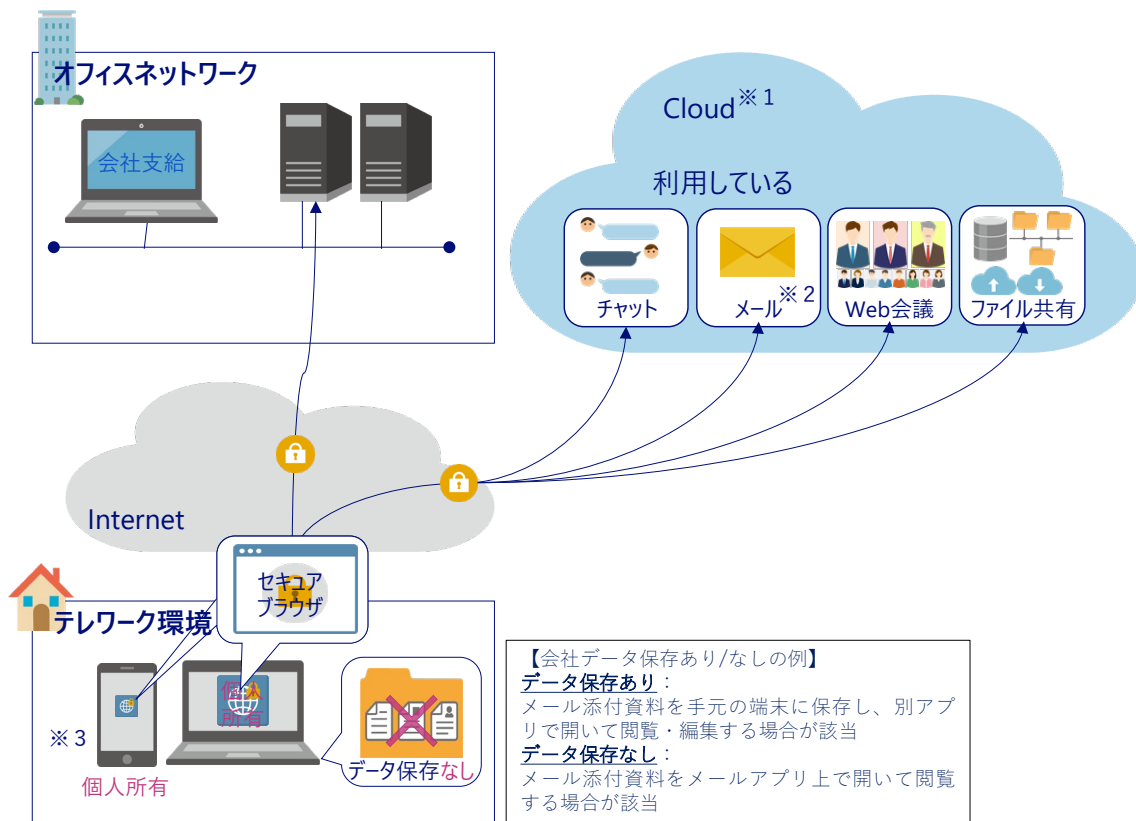 オフィスネットワーク
会社支給
Cloud※1
利用している
チャット
メール※2
Web会議
ファイル共有
Internet
セキュア
ブラウザ
テレワーク環境
個人
所有
※3
個人所有
データ保存なし
【会社データ保存あり/なしの例】
データ保存あり：
メール添付資料を手元の端末に保存し、別アプ
リで開いて閲覧・編集する場合が該当
データ保存なし：
メール添付資料をメールアプリ上で開いて閲覧
する場合が該当